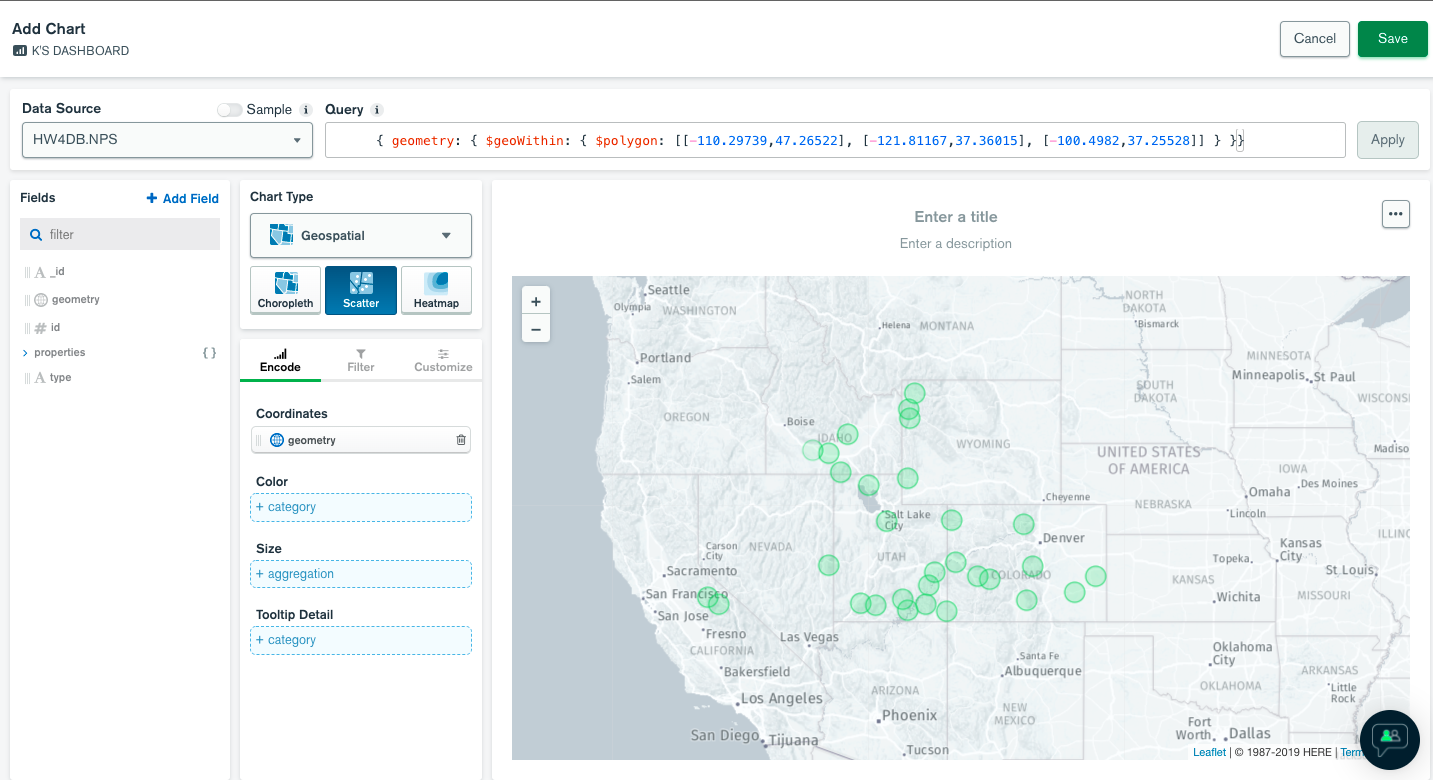 Add Chart
K'S DASHBOARD
Cancel
Save
Data Source
Sample
Query
HW4DB.NPS
{ geometry: { $geoWithin: { $polygon: [[-110.29739,47.26522], [-121.81167,37.36015], [-100.4982,37.25528]] } }}
Apply
Fields
+ Add Field
filter
A _id
geometry
# id
properties { }
A type
Chart Type
Geospatial
Choropleth
Scatter
Heatmap
Encode
Filter
Customize
Coordinates
geometry
Color
+ category
Size
+ aggregation
Tooltip Detail
+ category
Enter a title
...
Enter a description
+
−
Seattle
Olympia
WASHINGTON
NORTH
DAKOTA
Helena
MONTANA
Bismarck
Portland
Salem
MINNESOTA
Minneapolis
St Paul
SOUTH
DAKOTA
WISCONS
OREGON
Boise
IDAHO
WYOMING
Madiso
UNITED STATES
OF AMERICA
IOWA
Des Moines
Omaha
Cheyenne
NEBRASKA
Lincoln
Salt Lake
City
Denver
ILLINO
Carson
City
NEVADA
UTAH
COLORADO
Kansas
City
Topeka
Sacramento
KANSAS
St Louis
San Francisco
San Jose
Wichita
MISSOURI
Fresno
Las Vegas
CALIFORNIA
Santa Fe
Oklahoma
City
Bakersfield
Albuquerque
ARKANSAS
OKLAHOMA
Little
Rock
Los Angeles
ARIZONA
NEW
MEXICO
Phoenix
Fort
Worth
Dallas
San Diego
Tijuana
Tucson
Leaflet | © 1987-2019 HERE | Term